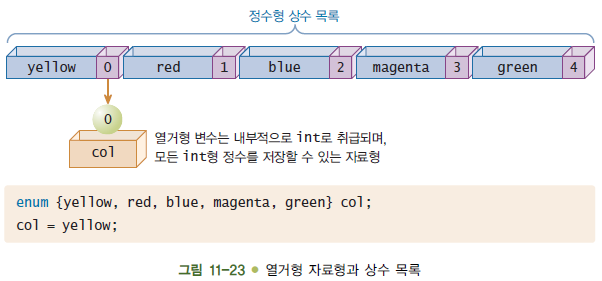 정수형 상수 목록
yellow 0 red 1 blue 2 magenta 3 green 4
0
col
열거형 변수는 내부적으로 int로 취급되며,
모든 int형 정수를 저장할 수 있는 자료형
enum {yellow, red, blue, magenta, green} col;
col = yellow;
그림 11-23 ● 열거형 자료형과 상수 목록